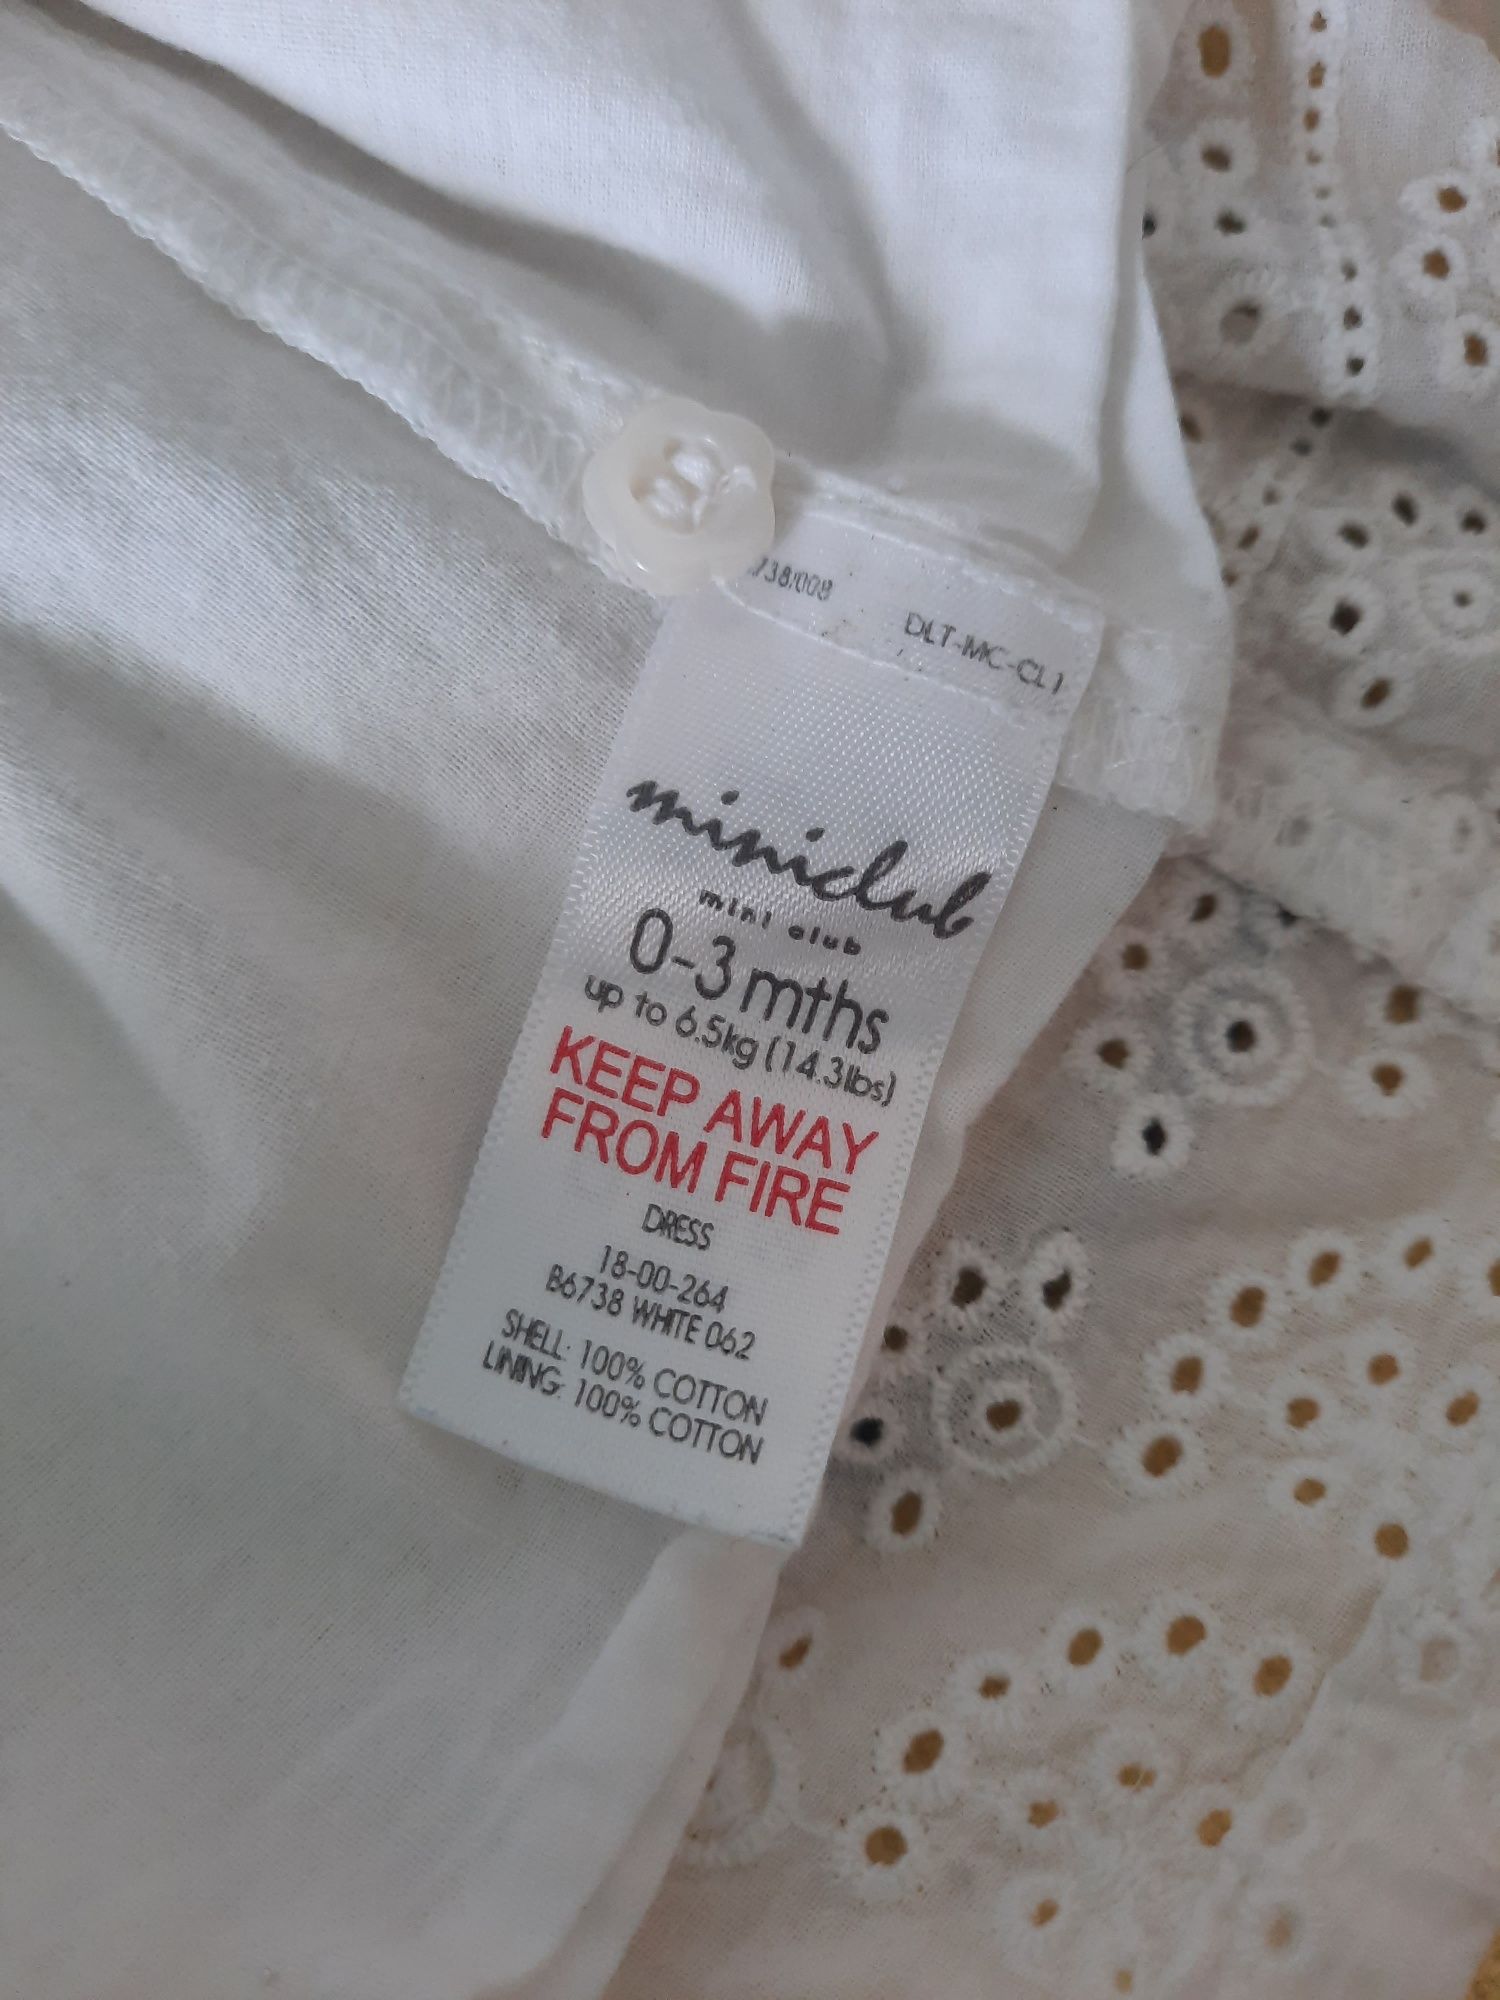 738/008 DLT-MC-CL1
miniclub
mini club
0-3 mths
up to 6.5kg (14.3lbs)
KEEP AWAY
FROM FIRE
DRESS
18-00-264
B6738 WHITE 062
SHELL: 100% COTTON
LINING: 100% COTTON